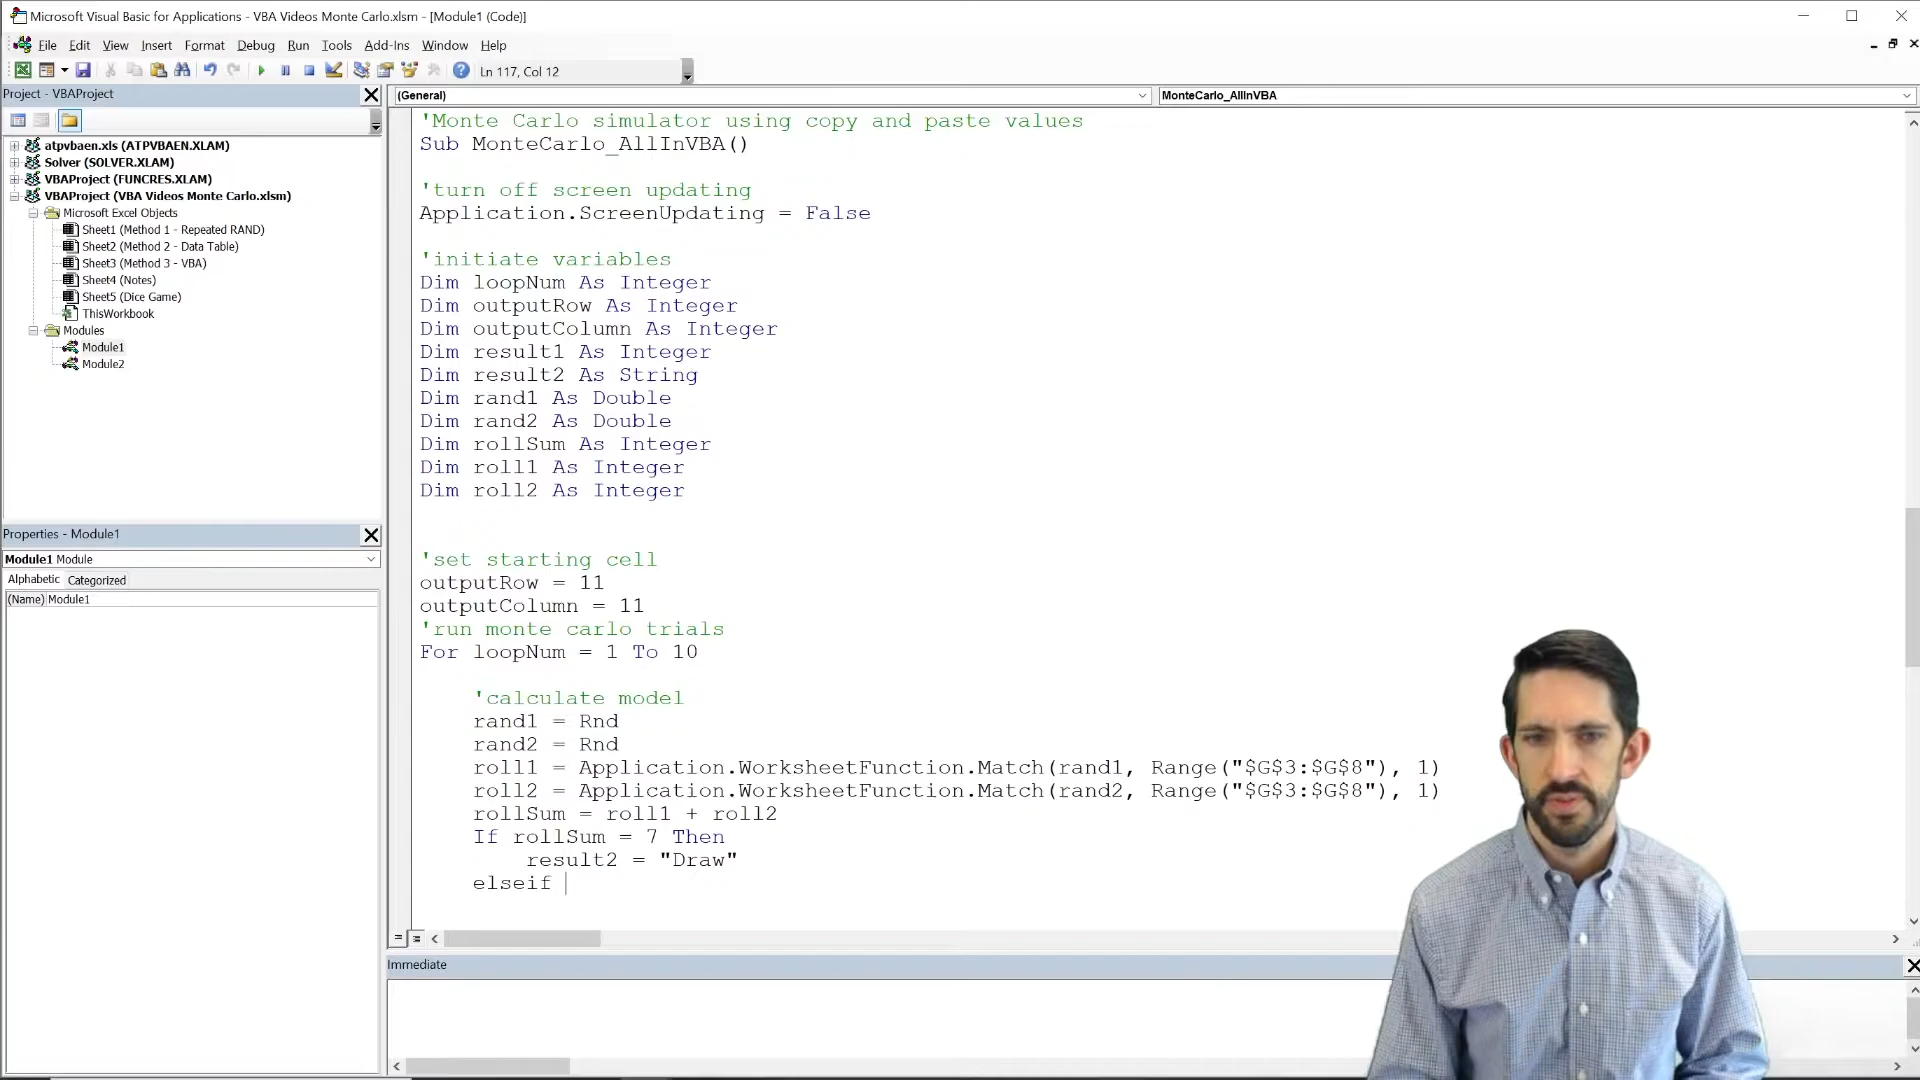 Microsoft Visual Basic for Applications - VBA Videos Monte Carlo.xlsm - [Module1 (Code)]
File Edit View Insert Format Debug Run Tools Add-Ins Window Help
Ln 117, Col 12
Project - VBAProject
atpvbaen.xls (ATPVBAEN.XLAM)
Solver (SOLVER.XLAM)
VBAProject (FUNCRES.XLAM)
VBAProject (VBA Videos Monte Carlo.xlsm)
Microsoft Excel Objects
Sheet1 (Method 1 - Repeated RAND)
Sheet2 (Method 2 - Data Table)
Sheet3 (Method 3 - VBA)
Sheet4 (Notes)
Sheet5 (Dice Game)
ThisWorkbook
Modules
Module1
Module2
Properties - Module1
Module1 Module
Alphabetic Categorized
(Name) Module1
(General) MonteCarlo_AllInVBA
'Monte Carlo simulator using copy and paste values
Sub MonteCarlo_AllInVBA()
'turn off screen updating
Application.ScreenUpdating = False
'initiate variables
Dim loopNum As Integer
Dim outputRow As Integer
Dim outputColumn As Integer
Dim result1 As Integer
Dim result2 As String
Dim rand1 As Double
Dim rand2 As Double
Dim rollSum As Integer
Dim roll1 As Integer
Dim roll2 As Integer
'set starting cell
outputRow = 11
outputColumn = 11
'run monte carlo trials
For loopNum = 1 To 10
'calculate model
rand1 = Rnd
rand2 = Rnd
roll1 = Application.WorksheetFunction.Match(rand1, Range("$G$3:$G$8"), 1)
roll2 = Application.WorksheetFunction.Match(rand2, Range("$G$3:$G$8"), 1)
rollSum = roll1 + roll2
If rollSum = 7 Then
result2 = "Draw"
elseif
Immediate